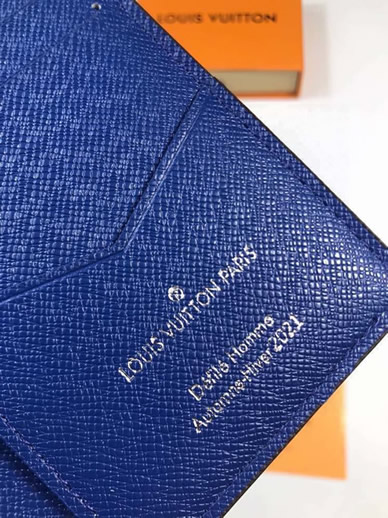 LOUIS VUITTON
LOUIS VUITTON PARIS
Défilé Homme
Automne-Hiver 2021